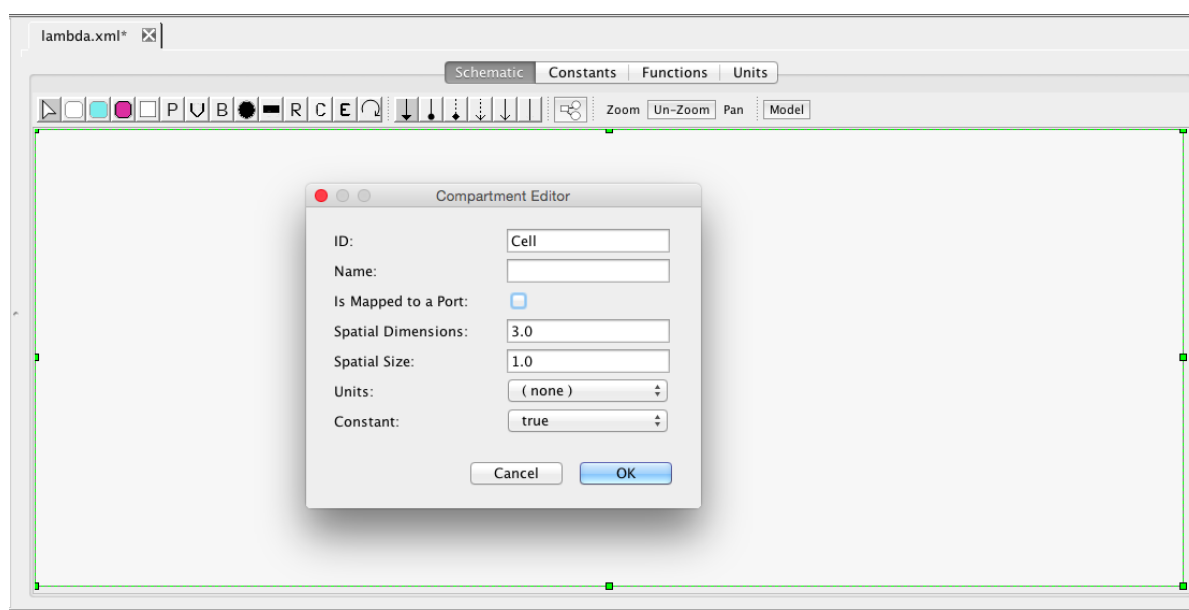 lambda.xml*
Schematic Constants Functions Units
P V B R C E Zoom Un-Zoom Pan Model
Compartment Editor
ID: Cell
Name:
Is Mapped to a Port:
Spatial Dimensions: 3.0
Spatial Size: 1.0
Units: ( none )
Constant: true
Cancel OK